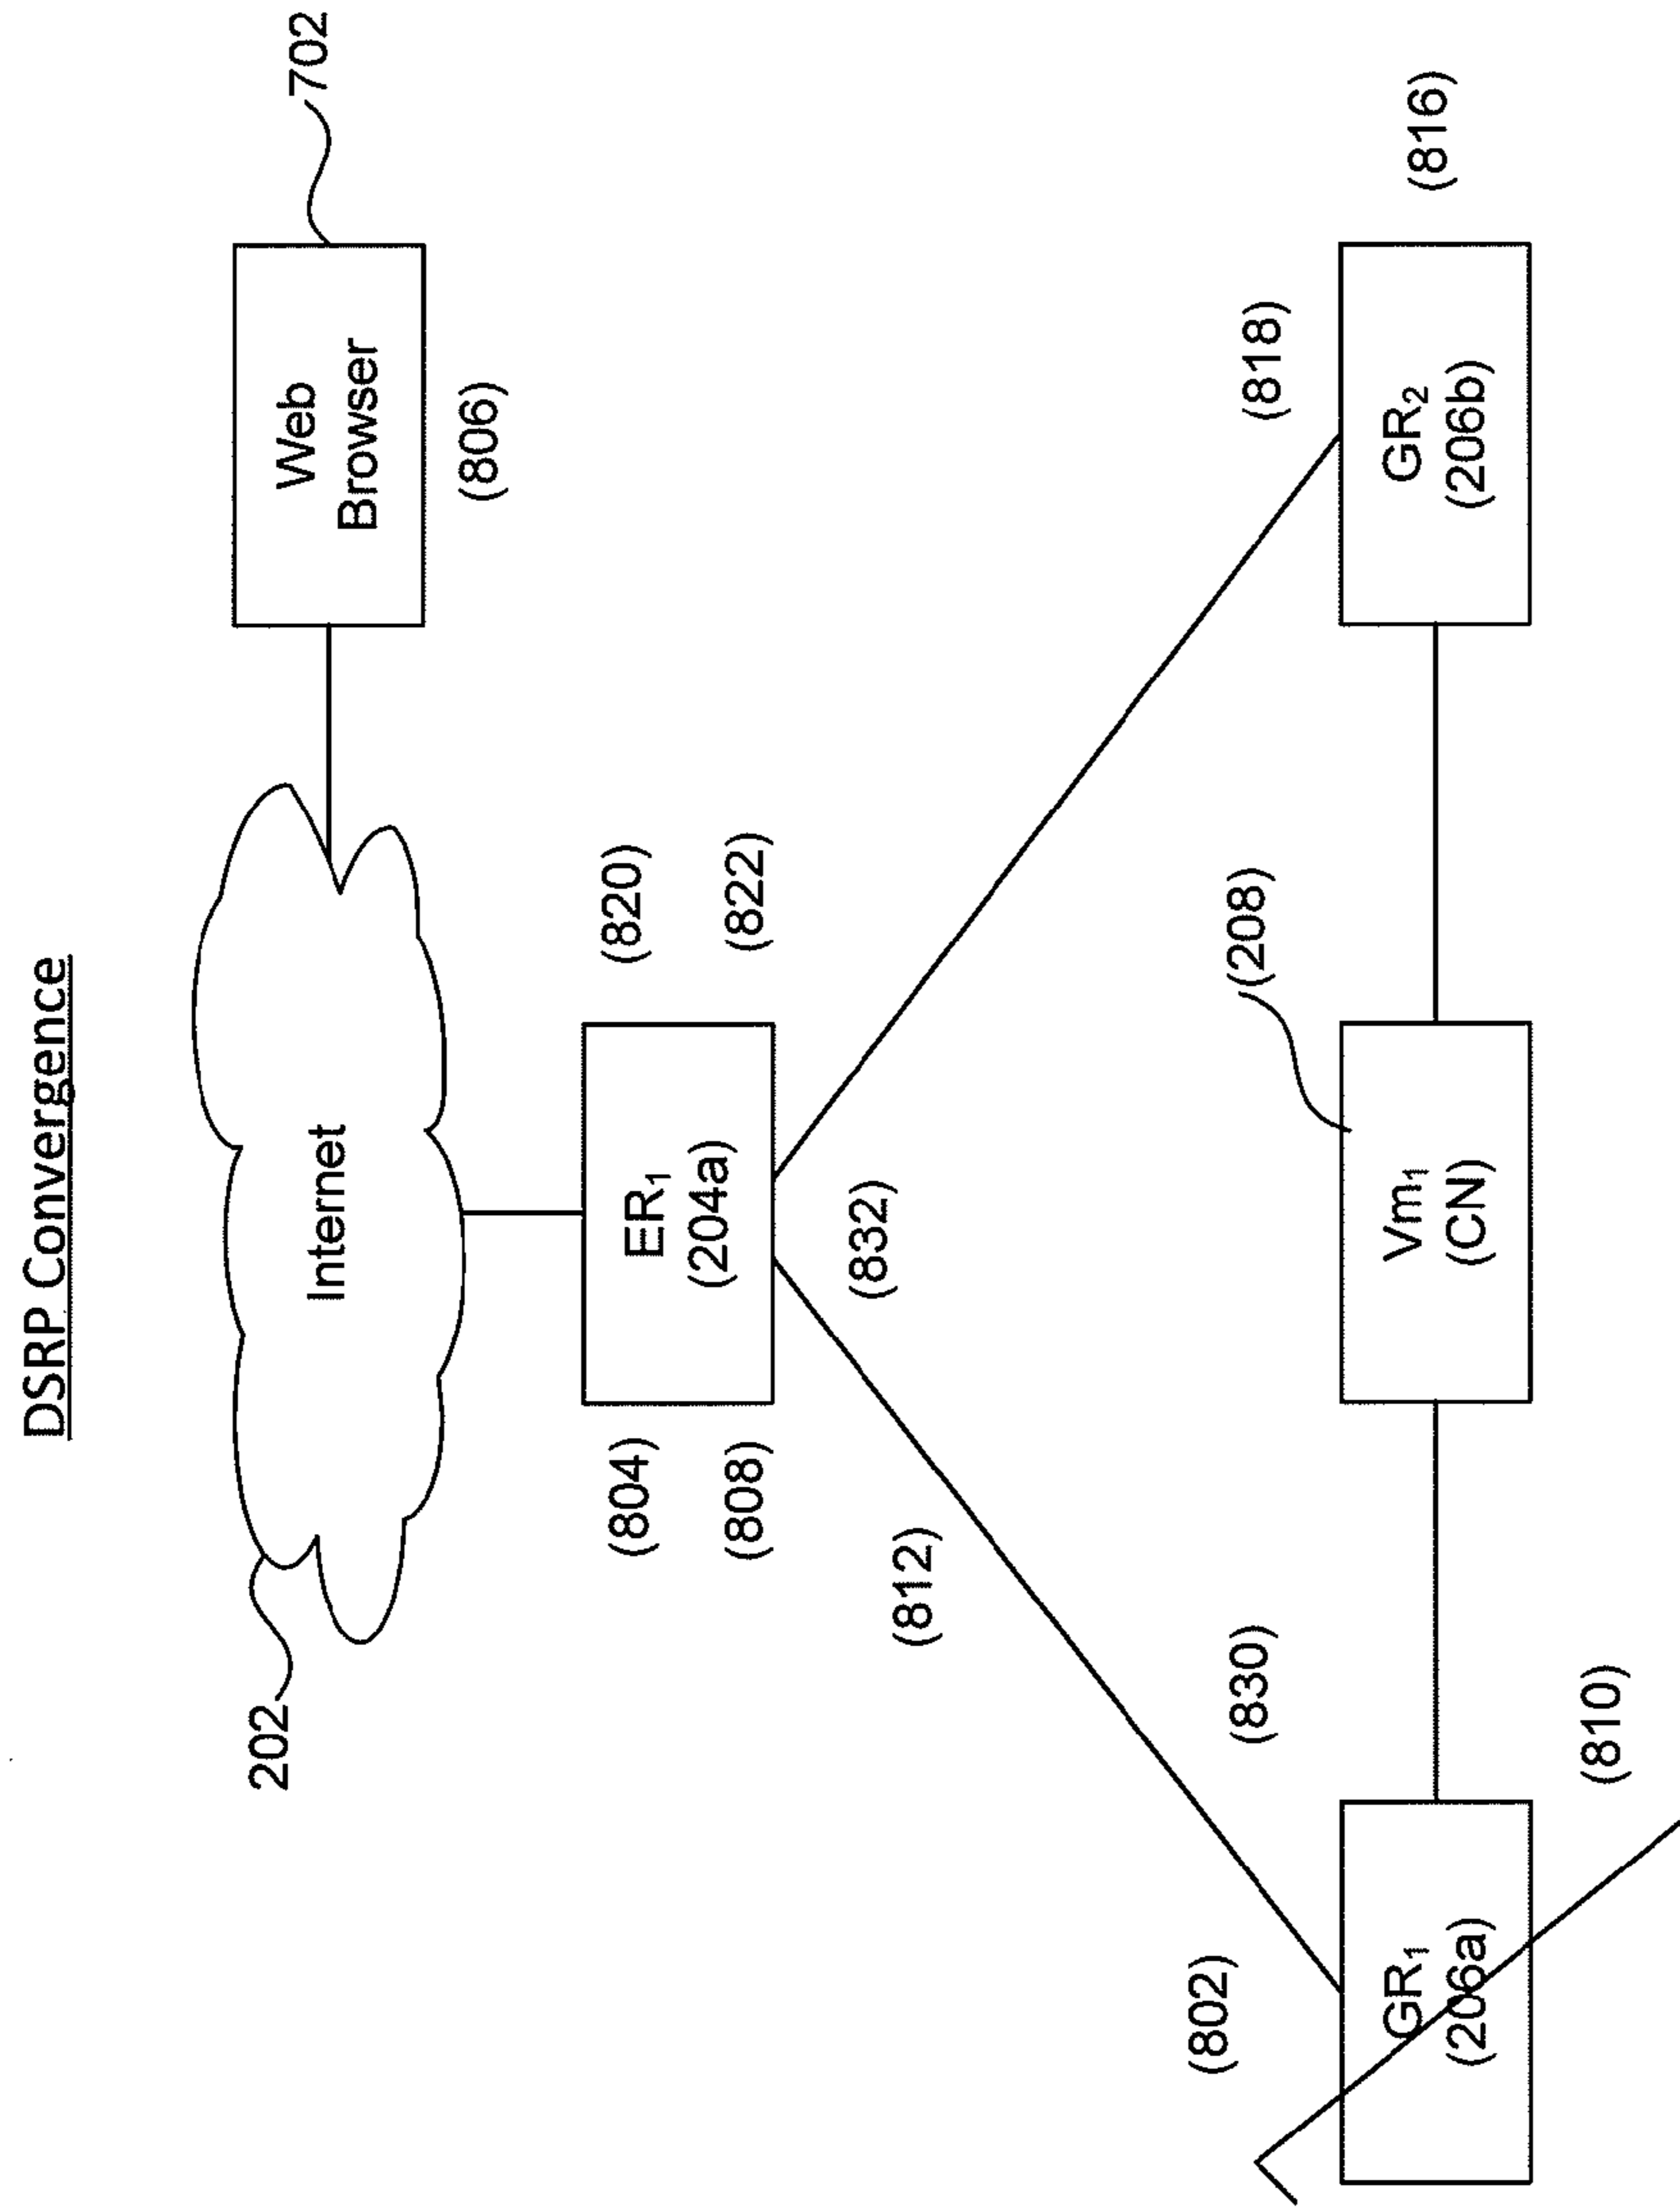 DSRP Convergence
202
Internet
Web
Browser
702
(806)
(804)
(808)
ER₁
(204a)
(820)
(822)
(812)
(832)
(802)
(830)
(208)
(818)
GR₁
(206a)
Vm₁
(CN)
GR₂
(206b)
(816)
(810)